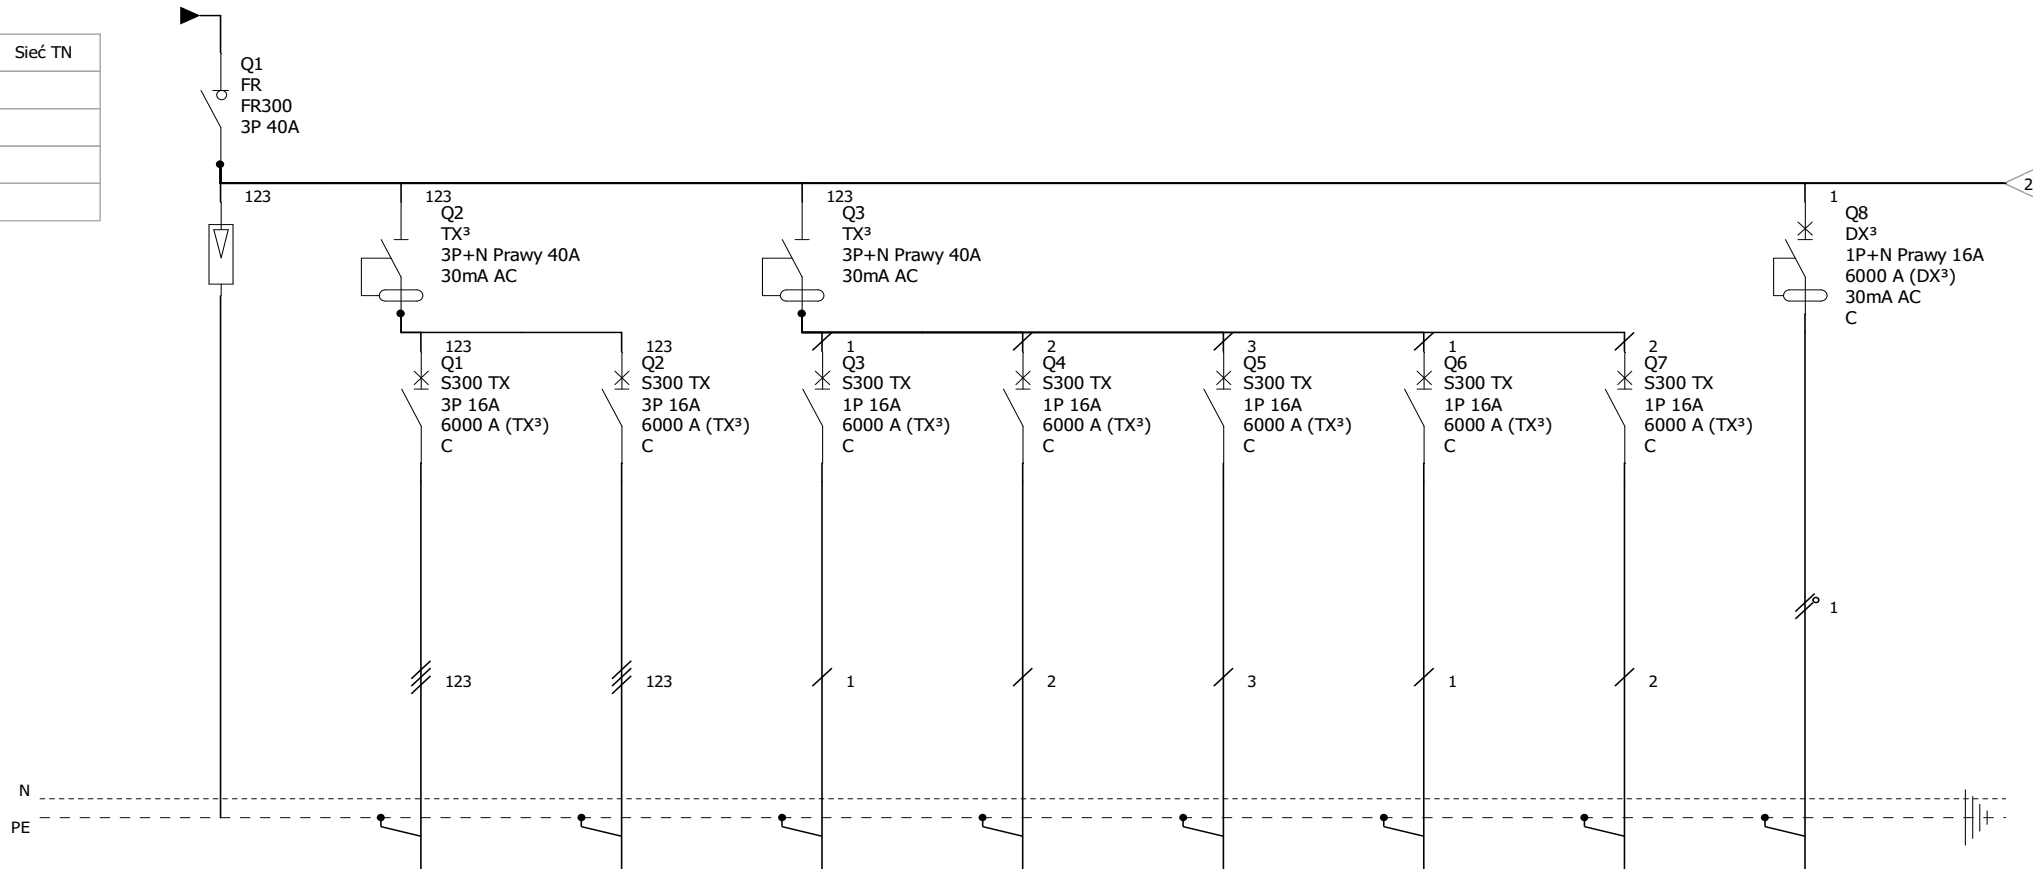 Sieć TN
Q1
FR
FR300
3P 40A
123
123
Q2
TX³
3P+N Prawy 40A
30mA AC
123
Q3
TX³
3P+N Prawy 40A
30mA AC
1
Q8
DX³
1P+N Prawy 16A
6000 A (DX³)
30mA AC
C
2
123
Q1
S300 TX
3P 16A
6000 A (TX³)
C
123
Q2
S300 TX
3P 16A
6000 A (TX³)
C
1
Q3
S300 TX
1P 16A
6000 A (TX³)
C
2
Q4
S300 TX
1P 16A
6000 A (TX³)
C
3
Q5
S300 TX
1P 16A
6000 A (TX³)
C
1
Q6
S300 TX
1P 16A
6000 A (TX³)
C
2
Q7
S300 TX
1P 16A
6000 A (TX³)
C
1
123
123
1
2
3
1
2
N
PE